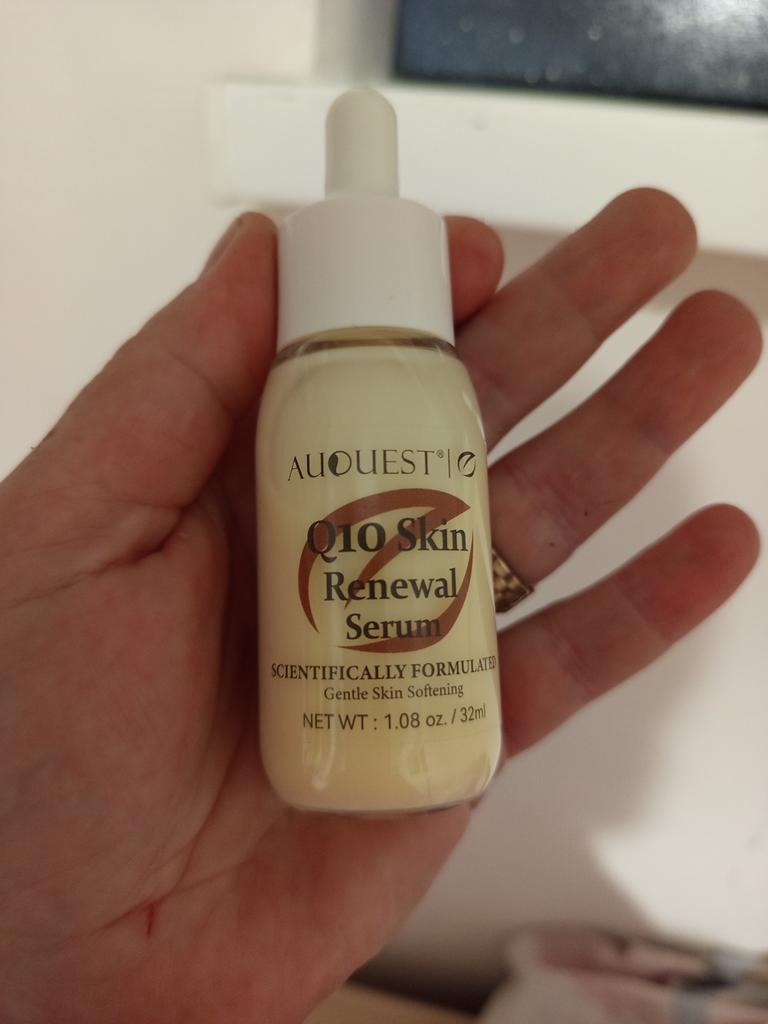 AUQUEST®|
Q10 Skin
Renewal
Serum
SCIENTIFICALLY FORMULATED
Gentle Skin Softening
NET WT : 1.08 oz. / 32ml